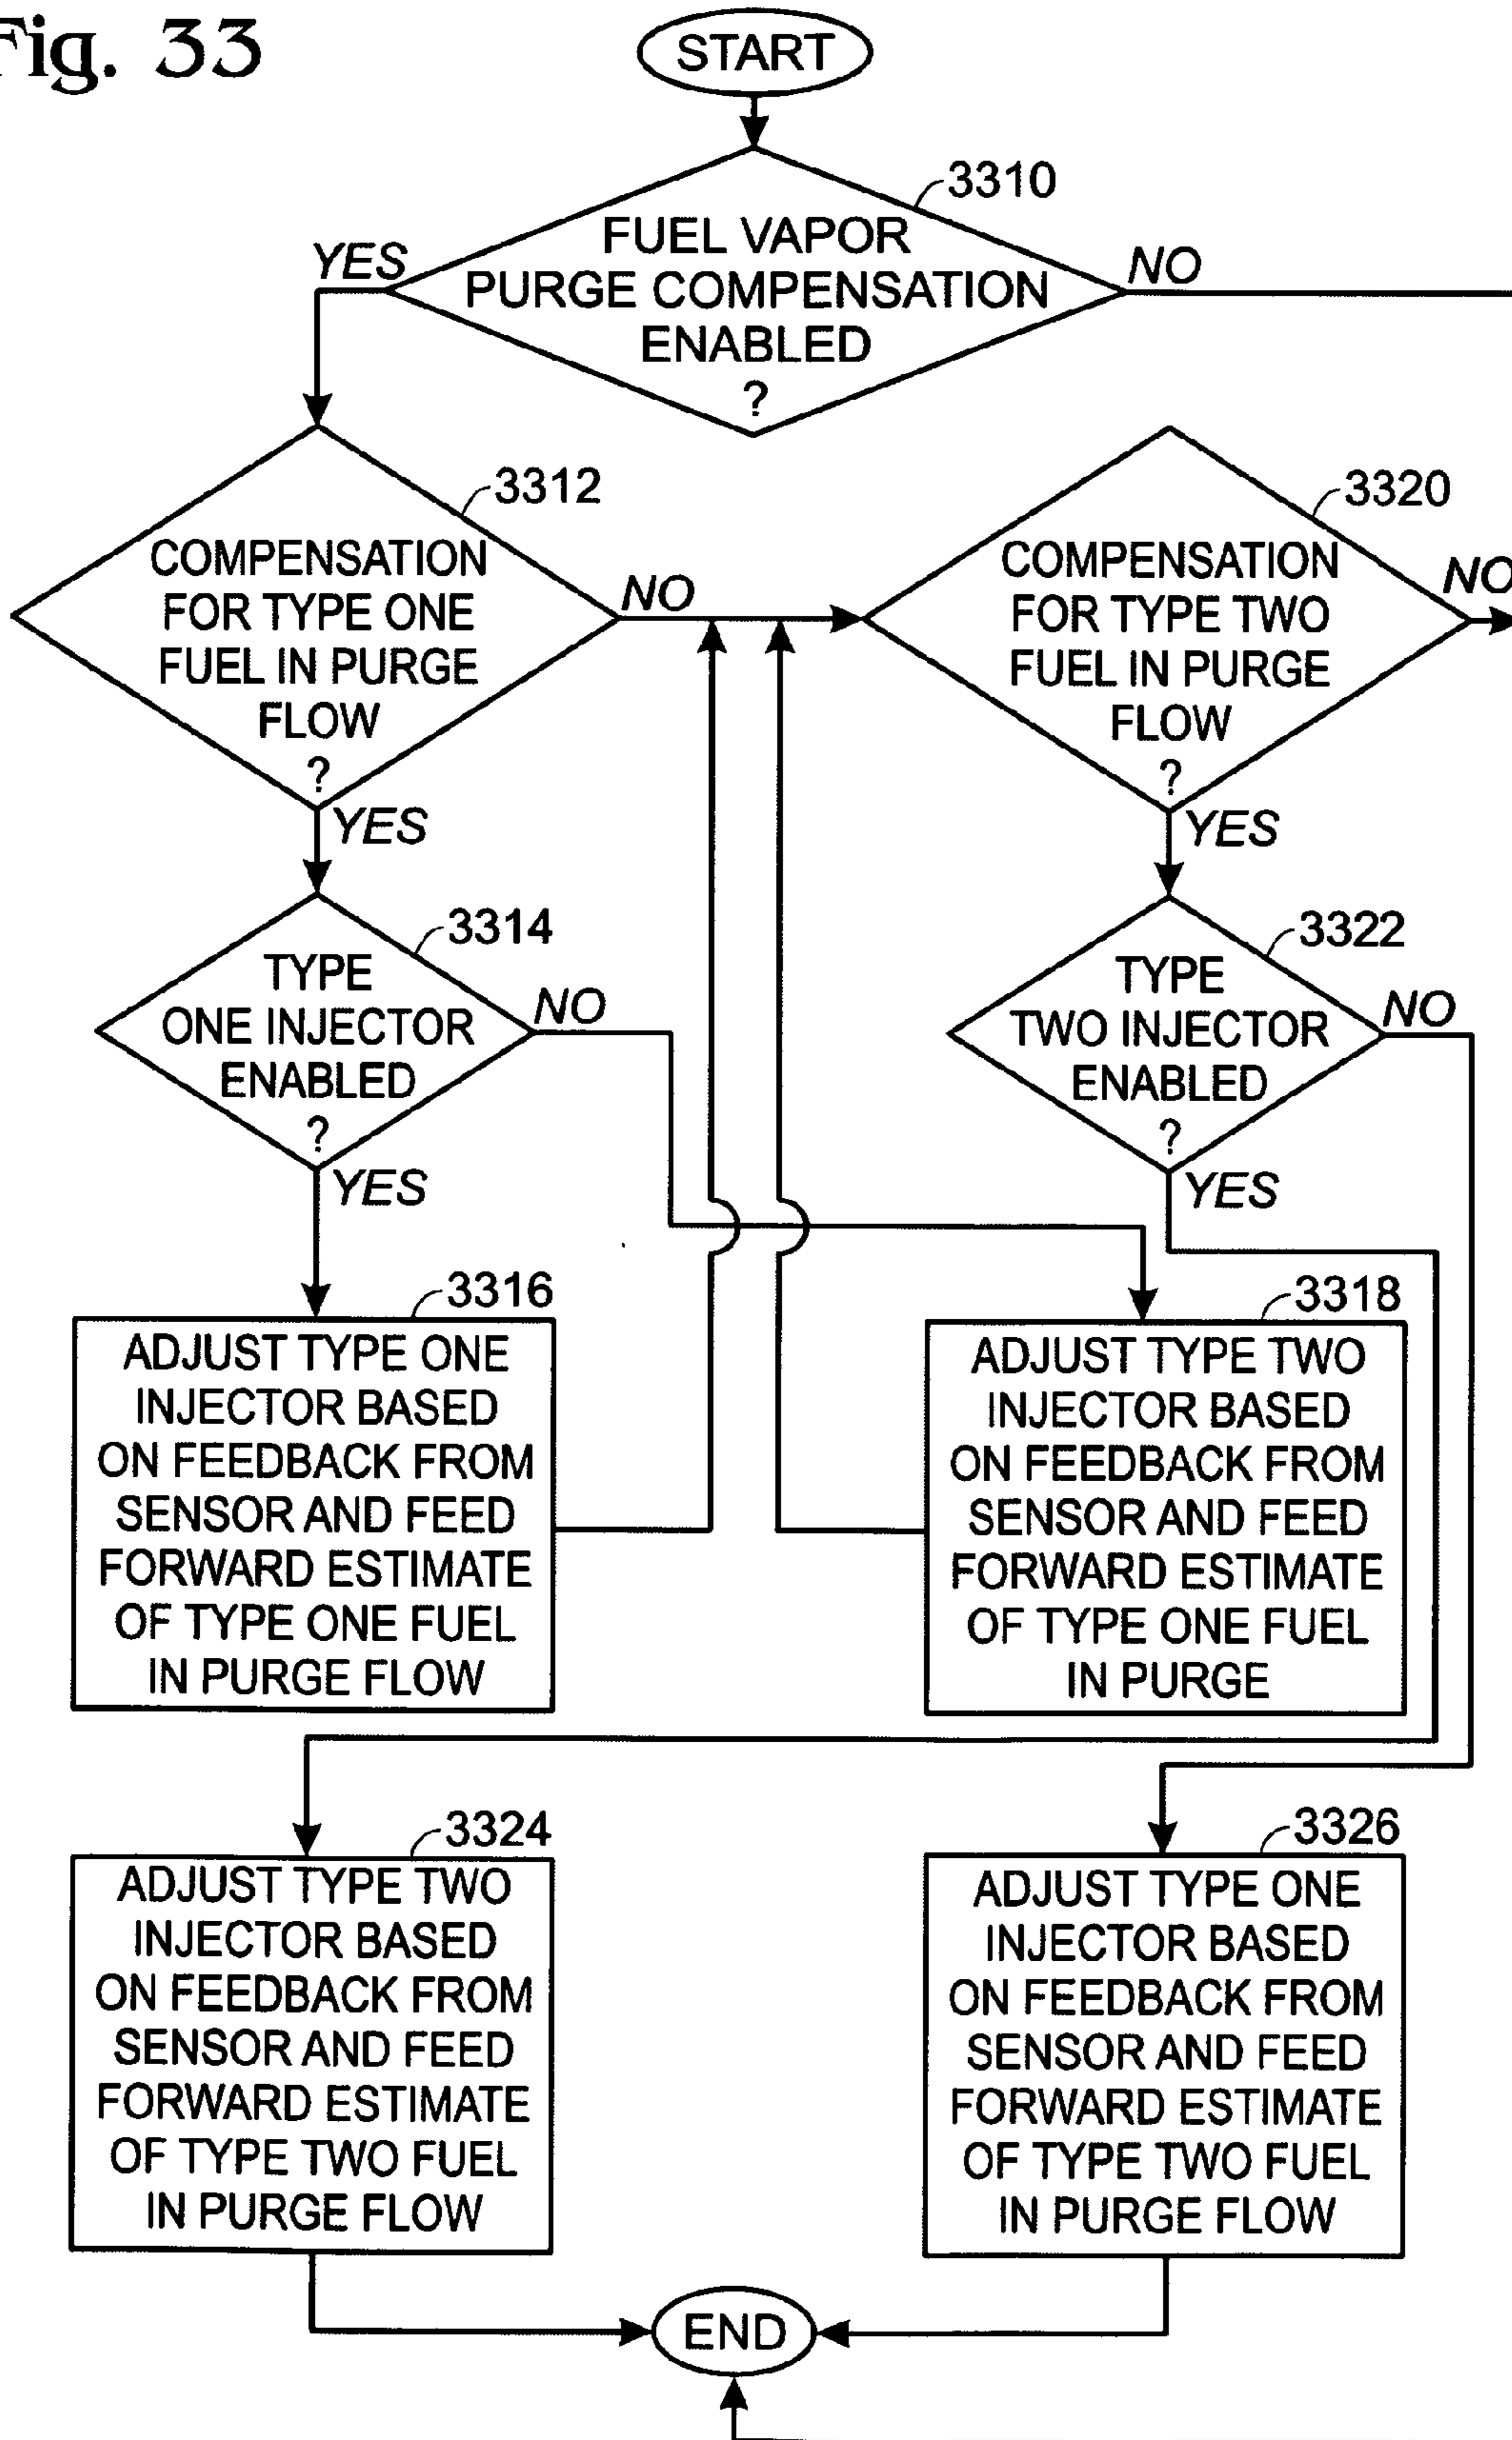 Fig. 33
START
3310
FUEL VAPOR
PURGE COMPENSATION
ENABLED
?
YES
NO
3312
COMPENSATION
FOR TYPE ONE
FUEL IN PURGE
FLOW
?
NO
YES
3320
COMPENSATION
FOR TYPE TWO
FUEL IN PURGE
FLOW
?
NO
YES
3314
TYPE
ONE INJECTOR
ENABLED
?
NO
YES
3322
TYPE
TWO INJECTOR
ENABLED
?
NO
YES
3316
ADJUST TYPE ONE
INJECTOR BASED
ON FEEDBACK FROM
SENSOR AND FEED
FORWARD ESTIMATE
OF TYPE ONE FUEL
IN PURGE FLOW
3318
ADJUST TYPE TWO
INJECTOR BASED
ON FEEDBACK FROM
SENSOR AND FEED
FORWARD ESTIMATE
OF TYPE ONE FUEL
IN PURGE
3324
ADJUST TYPE TWO
INJECTOR BASED
ON FEEDBACK FROM
SENSOR AND FEED
FORWARD ESTIMATE
OF TYPE TWO FUEL
IN PURGE FLOW
3326
ADJUST TYPE ONE
INJECTOR BASED
ON FEEDBACK FROM
SENSOR AND FEED
FORWARD ESTIMATE
OF TYPE TWO FUEL
IN PURGE FLOW
END